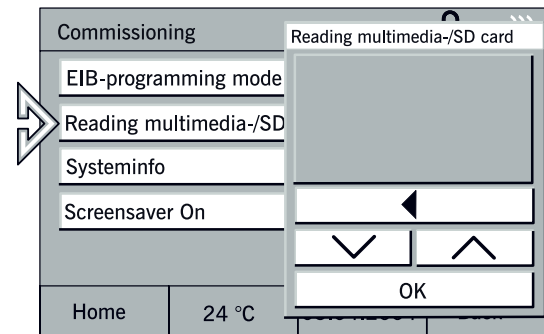 Commissioning
Reading multimedia-/SD card
EIB-programming mode
Reading multimedia-/SD
Systeminfo
Screensaver On
OK
Home
24 °C